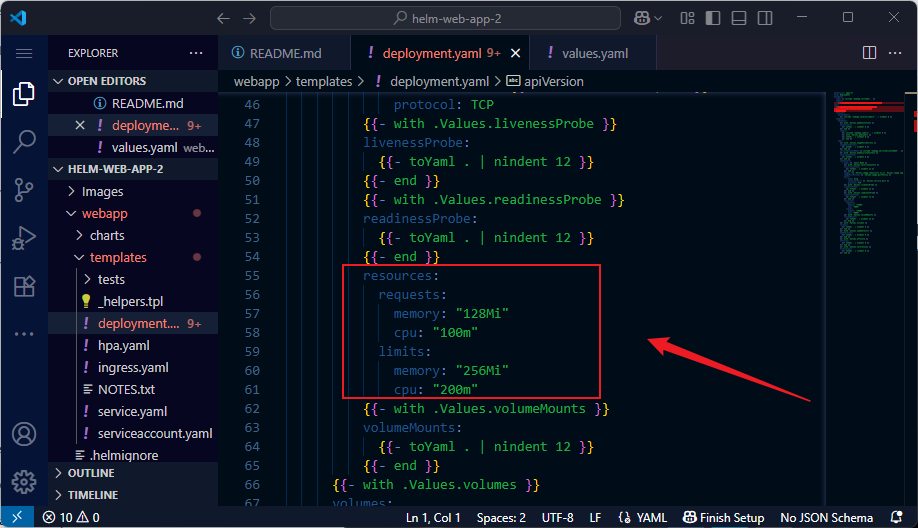 helm-web-app-2
EXPLORER
README.md
deployment.yaml 9+
values.yaml
OPEN EDITORS
README.md
deployme... 9+
values.yaml web...
HELM-WEB-APP-2
Images
webapp
charts
templates
tests
_helpers.tpl
deployment.... 9+
hpa.yaml
ingress.yaml
NOTES.txt
service.yaml
serviceaccount.yaml
.helmignore
OUTLINE
TIMELINE
webapp > templates > ! deployment.yaml > abc apiVersion
46 protocol: TCP
47 {{- with .Values.livenessProbe }}
48 livenessProbe:
49 {{- toYaml . | nindent 12 }}
50 {{- end }}
51 {{- with .Values.readinessProbe }}
52 readinessProbe:
53 {{- toYaml . | nindent 12 }}
54 {{- end }}
55 resources:
56 requests:
57 memory: "128Mi"
58 cpu: "100m"
59 limits:
60 memory: "256Mi"
61 cpu: "200m"
62 {{- with .Values.volumeMounts }}
63 volumeMounts:
64 {{- toYaml . | nindent 12 }}
65 {{- end }}
66 {{- with .Values.volumes }}
67 volumes:
10 0
Ln 1, Col 1
Spaces: 2
UTF-8
LF
{} YAML
Finish Setup
No JSON Schema